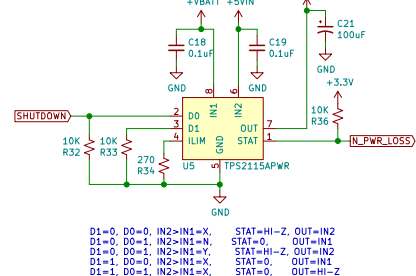 +VBATT +5VIN
C18
0.1uF
C19
0.1uF
C21
100uF
GND
GND
GND
+3.3V
8
6
IN1
IN2
10K
R36
SHUTDOWN
2
D0
3
D1
4
ILIM
OUT
7
STAT
1
N_PWR_LOSS
GND
5
U5
TPS2115APWR
10K
R32
10K
R33
270
R34
GND
D1=0, D0=0, IN2>IN1=X, STAT=HI-Z, OUT=IN2
D1=0, D0=1, IN2>IN1=N, STAT=0, OUT=IN1
D1=0, D0=1, IN2>IN1=Y, STAT=HI-Z, OUT=IN2
D1=1, D0=0, IN2>IN1=X, STAT=0, OUT=IN1
D1=1, D0=1, IN2>IN1=X, STAT=0, OUT=HI-Z